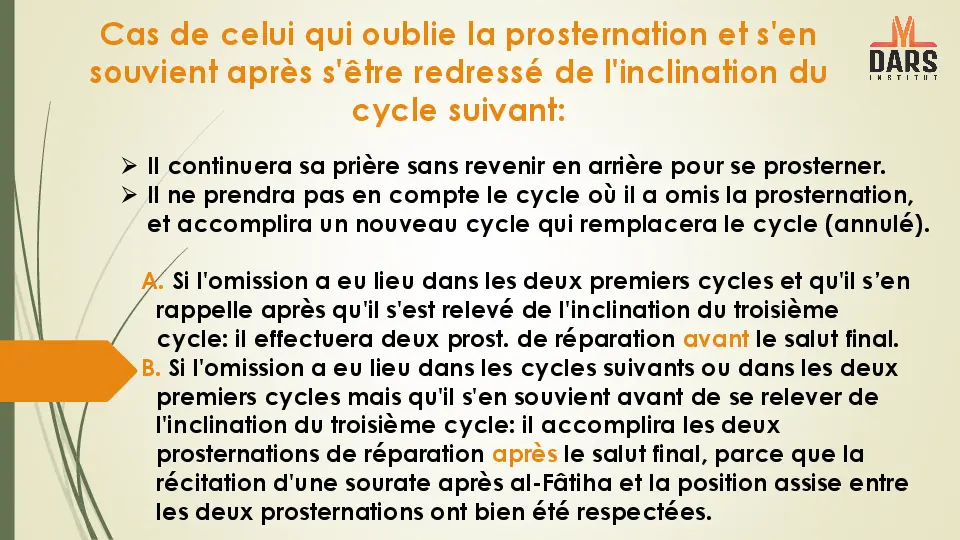 Cas de celui qui oublie la prosternation et s'en
souvient après s'être redressé de l'inclination du
cycle suivant:
M
DARS
INSTITUT
➢ Il continuera sa prière sans revenir en arrière pour se prosterner.
➢ Il ne prendra pas en compte le cycle où il a omis la prosternation,
et accomplira un nouveau cycle qui remplacera le cycle (annulé).
A. Si l'omission a eu lieu dans les deux premiers cycles et qu'il s’en
rappelle après qu'il s'est relevé de l'inclination du troisième
cycle: il effectuera deux prost. de réparation avant le salut final.
B. Si l'omission a eu lieu dans les cycles suivants ou dans les deux
premiers cycles mais qu'il s'en souvient avant de se relever de
l'inclination du troisième cycle: il accomplira les deux
prosternations de réparation après le salut final, parce que la
récitation d'une sourate après al-Fâtiha et la position assise entre
les deux prosternations ont bien été respectées.